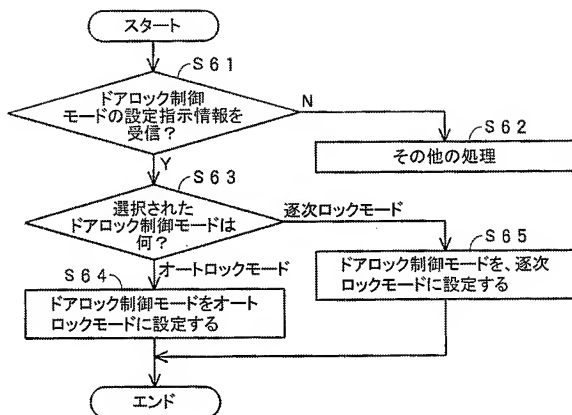 スタート
S61
ドアロック制御
モードの設定指示情報を
受信?
N
S62
その他の処理
Y
S63
選択された
ドアロック制御モードは
何?
逐次ロックモード
S65
ドアロック制御モードを、逐次
ロックモードに設定する
オートロックモード
S64
ドアロック制御モードをオート
ロックモードに設定する
エンド